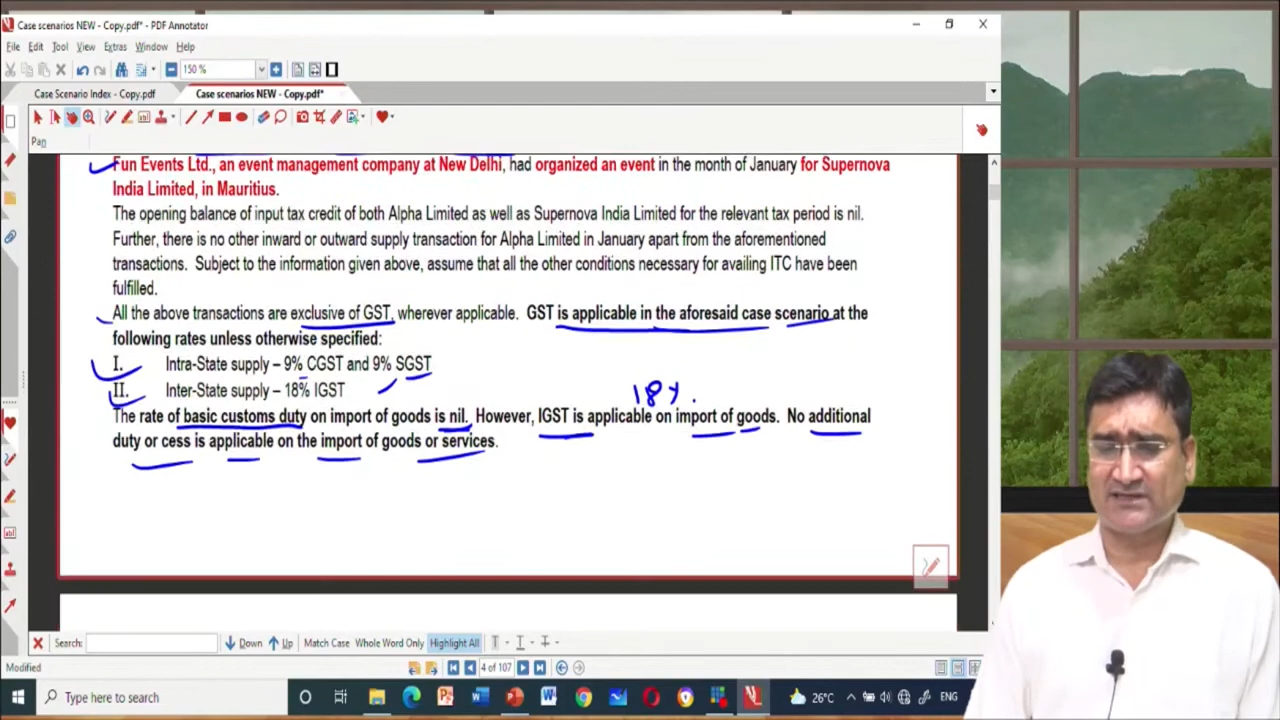 Case scenarios NEW - Copy.pdf* - PDF Annotator
File Edit Tool View Extras Window Help
150 %
Case Scenario Index - Copy.pdf
Case scenarios NEW - Copy.pdf*
Pan
Fun Events Ltd., an event management company at New Delhi, had organized an event in the month of January for Supernova
India Limited, in Mauritius.
The opening balance of input tax credit of both Alpha Limited as well as Supernova India Limited for the relevant tax period is nil.
Further, there is no other inward or outward supply transaction for Alpha Limited in January apart from the aforementioned
transactions. Subject to the information given above, assume that all the other conditions necessary for availing ITC have been
fulfilled.
All the above transactions are exclusive of GST, wherever applicable. GST is applicable in the aforesaid case scenario at the
following rates unless otherwise specified:
I. Intra-State supply – 9% CGST and 9% SGST
II. Inter-State supply – 18% IGST
18%.
The rate of basic customs duty on import of goods is nil. However, IGST is applicable on import of goods. No additional
duty or cess is applicable on the import of goods or services.
Search: Down Up Match Case Whole Word Only Highlight All
Modified
4 of 107
Type here to search
26°C
ENG